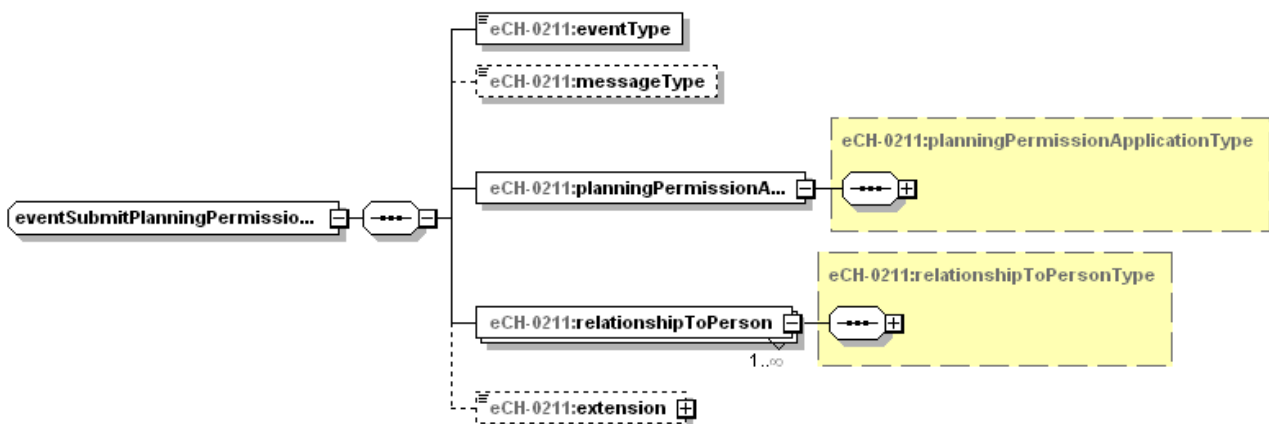 eCH-0211:eventType
eCH-0211:messageType
eCH-0211:planningPermissionApplicationType
eCH-0211:planningPermissionA...
eventSubmitPlanningPermissio...
eCH-0211:relationshipToPersonType
eCH-0211:relationshipToPerson
1..∞
eCH-0211:extension